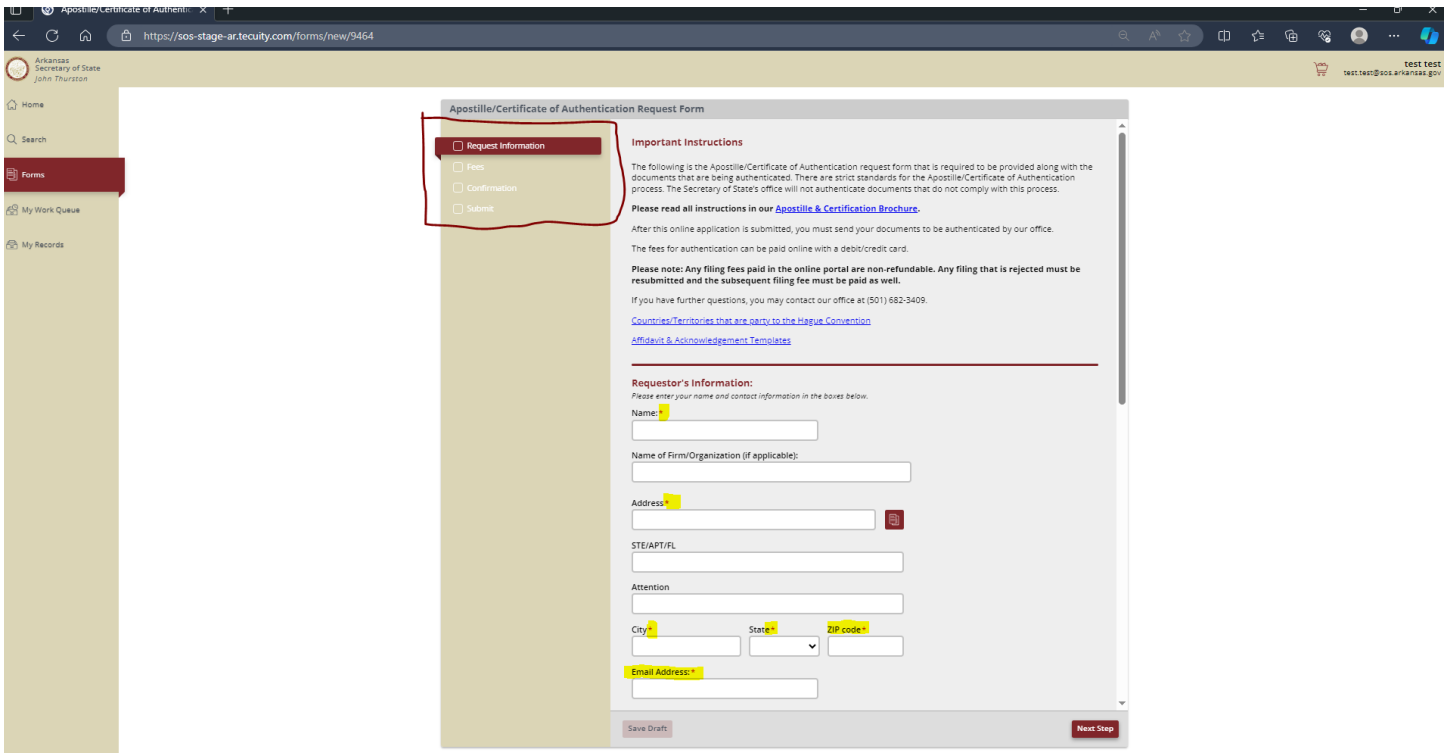 Apostille/Certificate of Authentic
https://sos-stage-ar.tecuity.com/forms/new/9464
Arkansas
Secretary of State
John Thurston
test test
test.test@sos.arkansas.gov
Home
Search
Forms
My Work Queue
My Records
Apostille/Certificate of Authentication Request Form
Request Information
Fees
Confirmation
Submit
Important Instructions
The following is the Apostille/Certificate of Authentication request form that is required to be provided along with the
documents that are being authenticated. There are strict standards for the Apostille/Certificate of Authentication
process. The Secretary of State's office will not authenticate documents that do not comply with this process.
Please read all instructions in our Apostille & Certification Brochure.
After this online application is submitted, you must send your documents to be authenticated by our office.
The fees for authentication can be paid online with a debit/credit card.
Please note: Any filing fees paid in the online portal are non-refundable. Any filing that is rejected must be
resubmitted and the subsequent filing fee must be paid as well.
If you have further questions, you may contact our office at (501) 682-3409.
Countries/Territories that are party to the Hague Convention
Affidavit & Acknowledgement Templates
Requestor's Information:
Please enter your name and contact information in the boxes below.
Name:*
Name of Firm/Organization (if applicable):
Address*
STE/APT/FL
Attention
City* State* ZIP code*
Email Address:*
Save Draft
Next Step